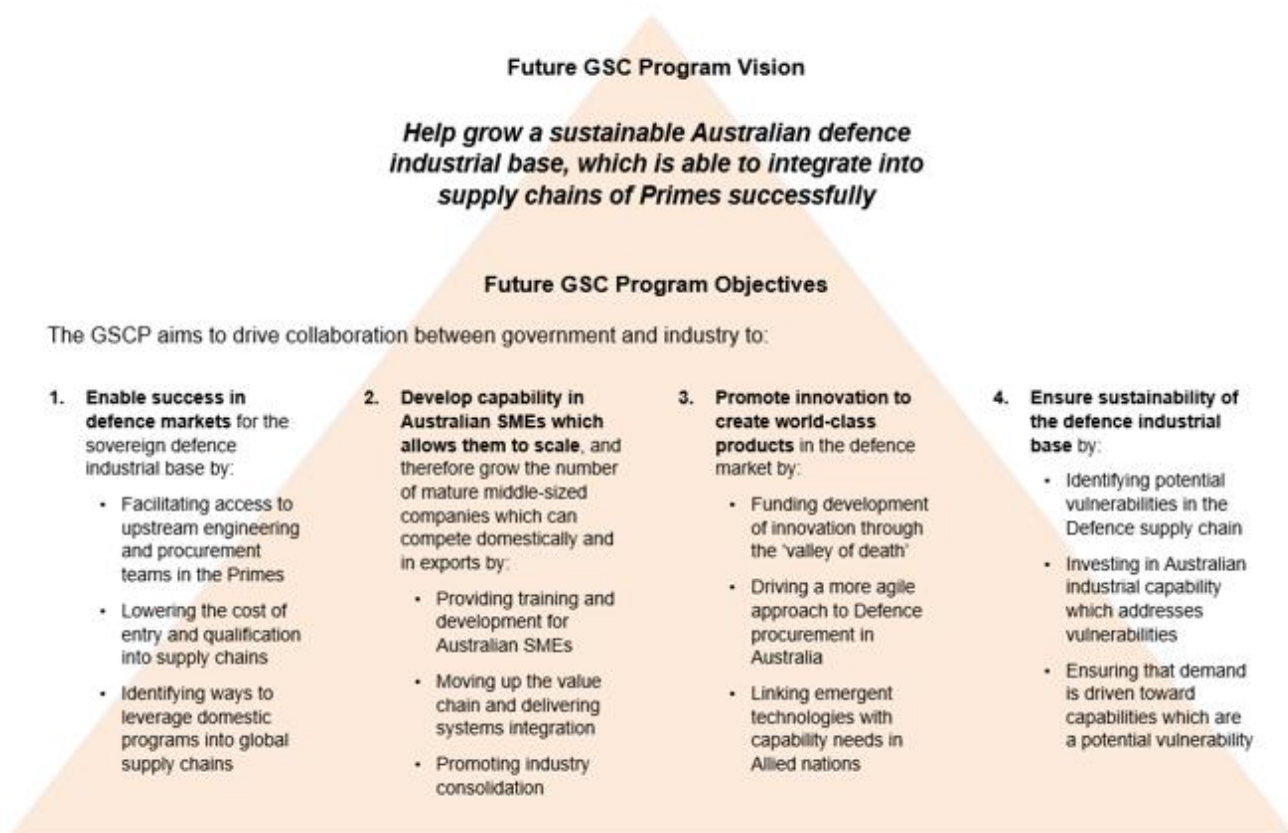 Future GSC Program Vision
Help grow a sustainable Australian defence
industrial base, which is able to integrate into
supply chains of Primes successfully
Future GSC Program Objectives
The GSCP aims to drive collaboration between government and industry to:
1. Enable success in
defence markets for the
sovereign defence
industrial base by:
• Facilitating access to
upstream engineering
and procurement
teams in the Primes
• Lowering the cost of
entry and qualification
into supply chains
• Identifying ways to
leverage domestic
programs into global
supply chains
2. Develop capability in
Australian SMEs which
allows them to scale, and
therefore grow the number
of mature middle-sized
companies which can
compete domestically and
in exports by:
• Providing training and
development for
Australian SMEs
• Moving up the value
chain and delivering
systems integration
• Promoting industry
consolidation
3. Promote innovation to
create world-class
products in the defence
market by:
• Funding development
of innovation through
the ‘valley of death’
• Driving a more agile
approach to Defence
procurement in
Australia
• Linking emergent
technologies with
capability needs in
Allied nations
4. Ensure sustainability of
the defence industrial
base by:
• Identifying potential
vulnerabilities in the
Defence supply chain
• Investing in Australian
industrial capability
which addresses
vulnerabilities
• Ensuring that demand
is driven toward
capabilities which are
a potential vulnerability